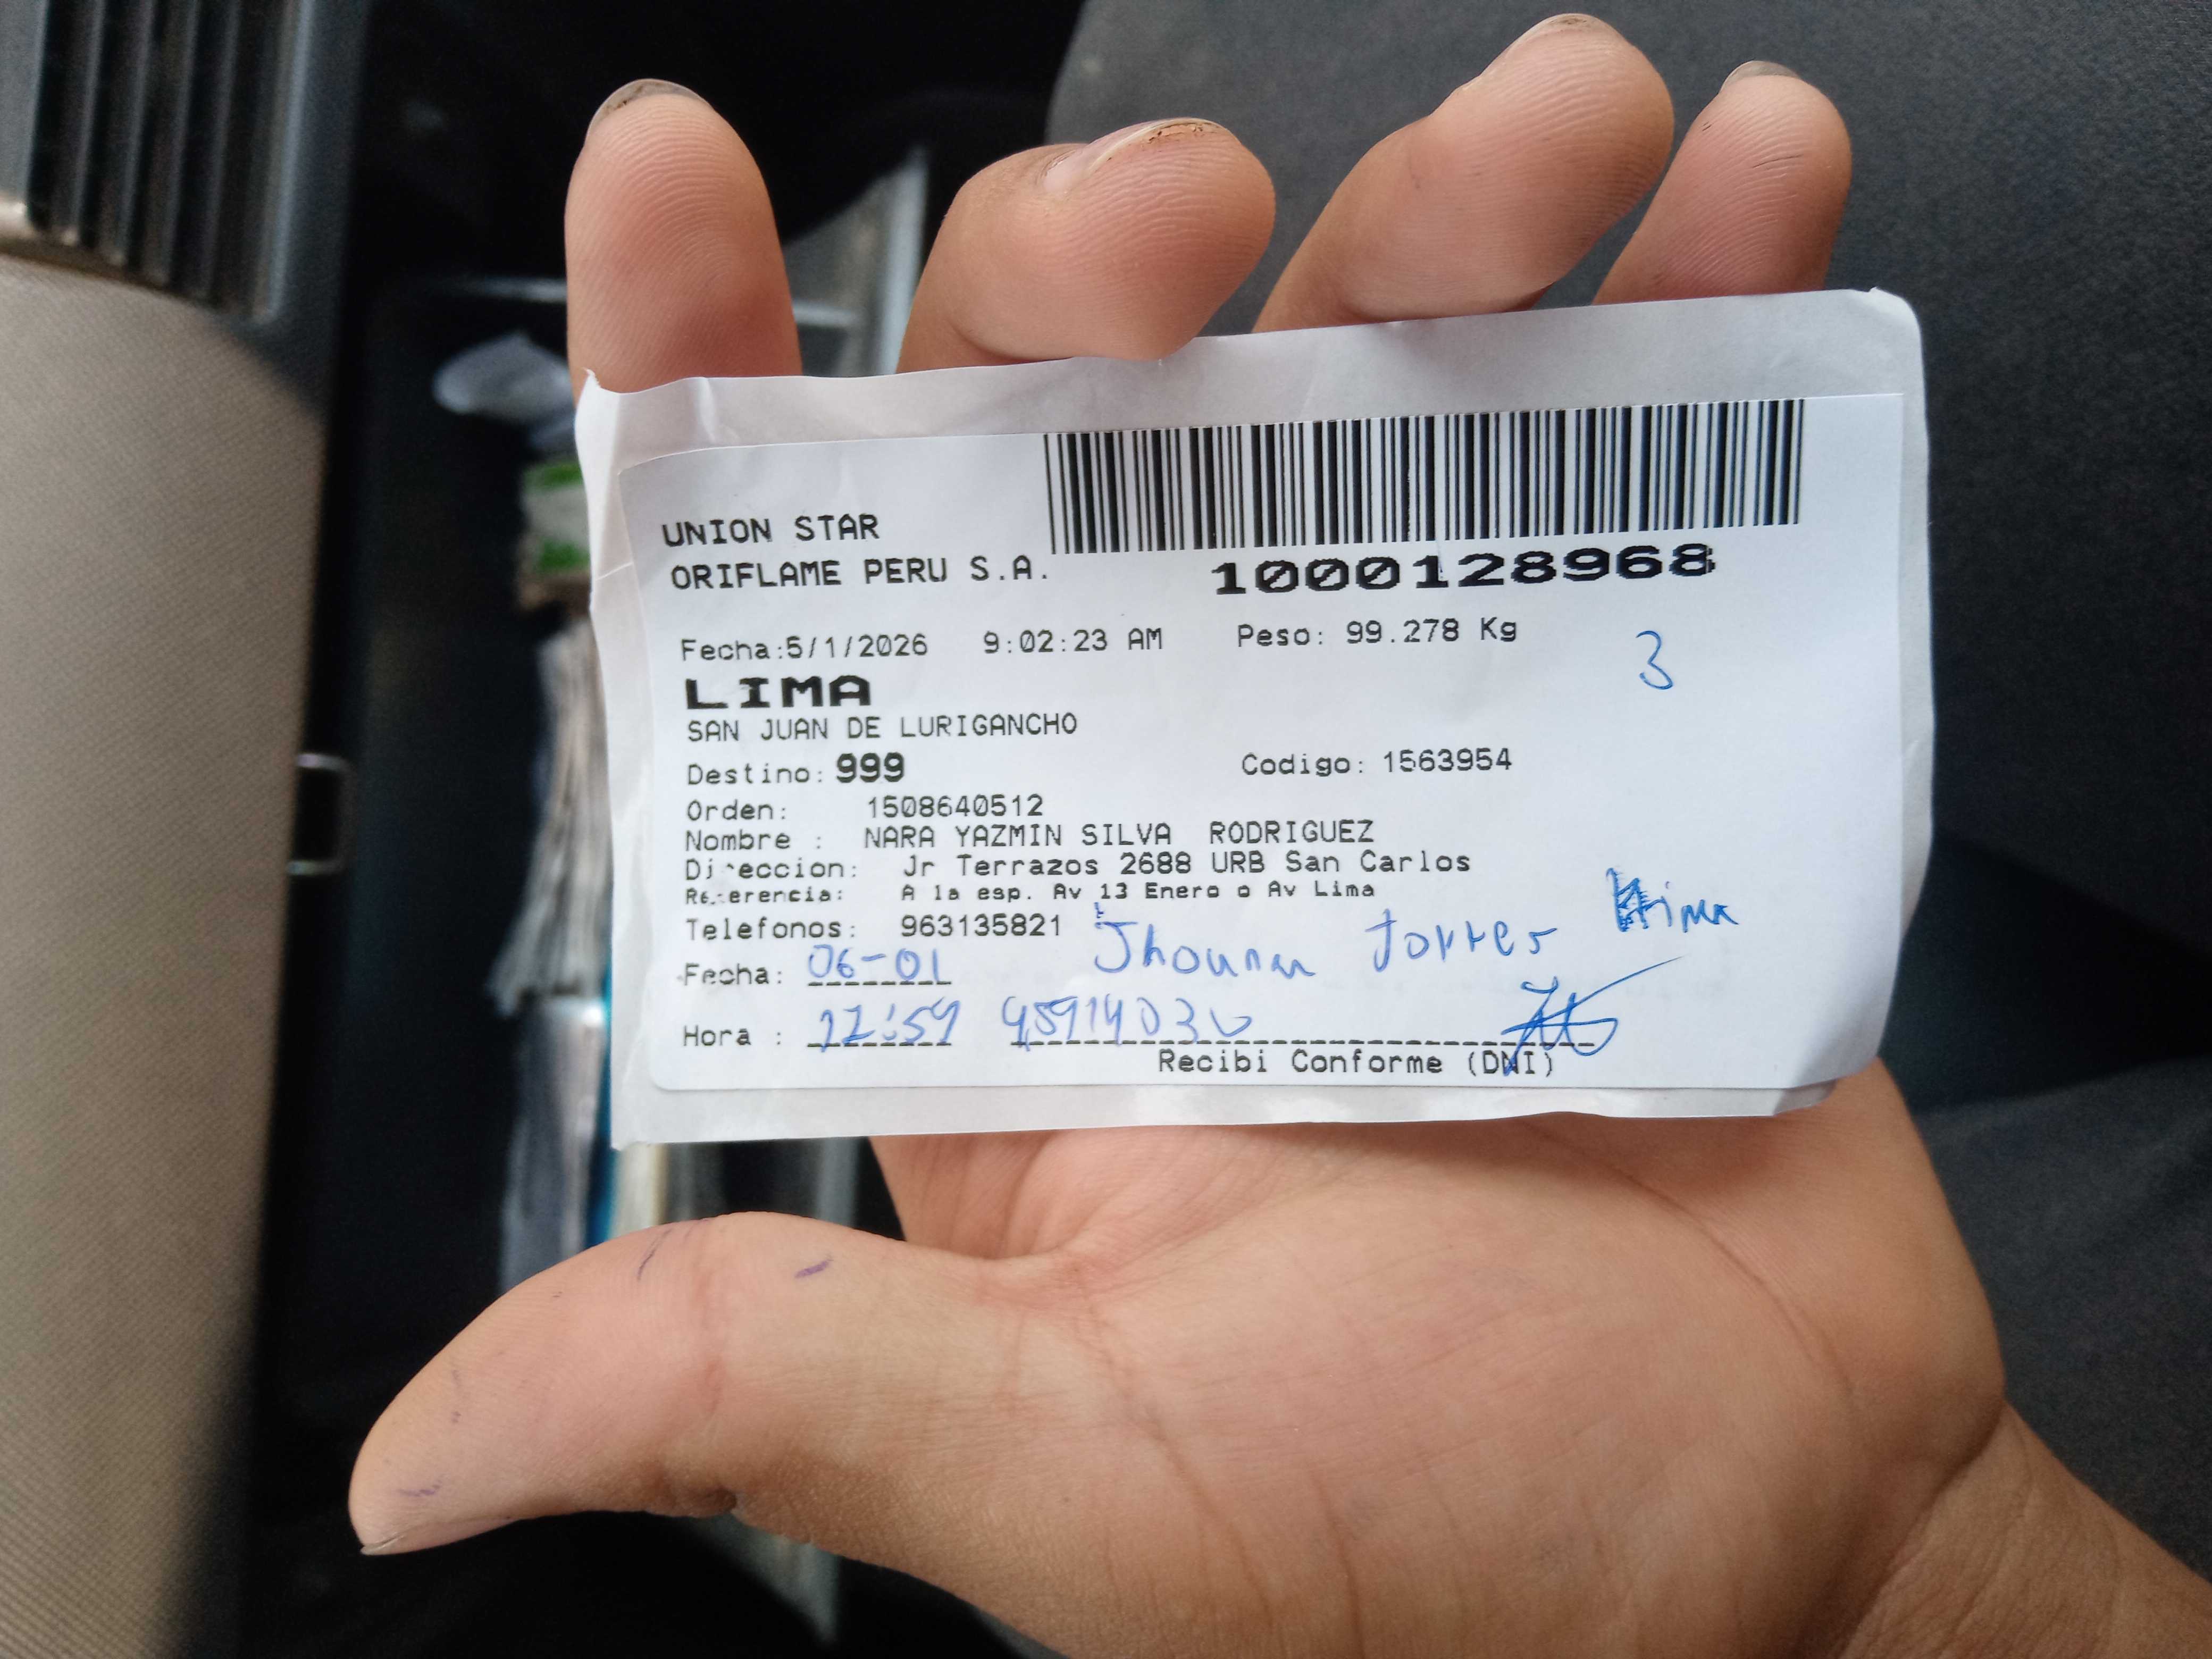 UNION STAR
ORIFLAME PERU S.A.
1000128968
Fecha:5/1/2026 9:02:23 AM Peso: 99.278 Kg
3
LIMA
SAN JUAN DE LURIGANCHO
Destino: 999 Codigo: 1563954
Orden: 1508640512
Nombre : NARA YAZMIN SILVA RODRIGUEZ
Direccion: Jr Terrazos 2688 URB San Carlos
Referencia: A la esp. Av 13 Enero o Av Lima
Telefonos: 963135821
Fecha: 06-01 Torres
Hora :
Recibi Conforme (DNI)